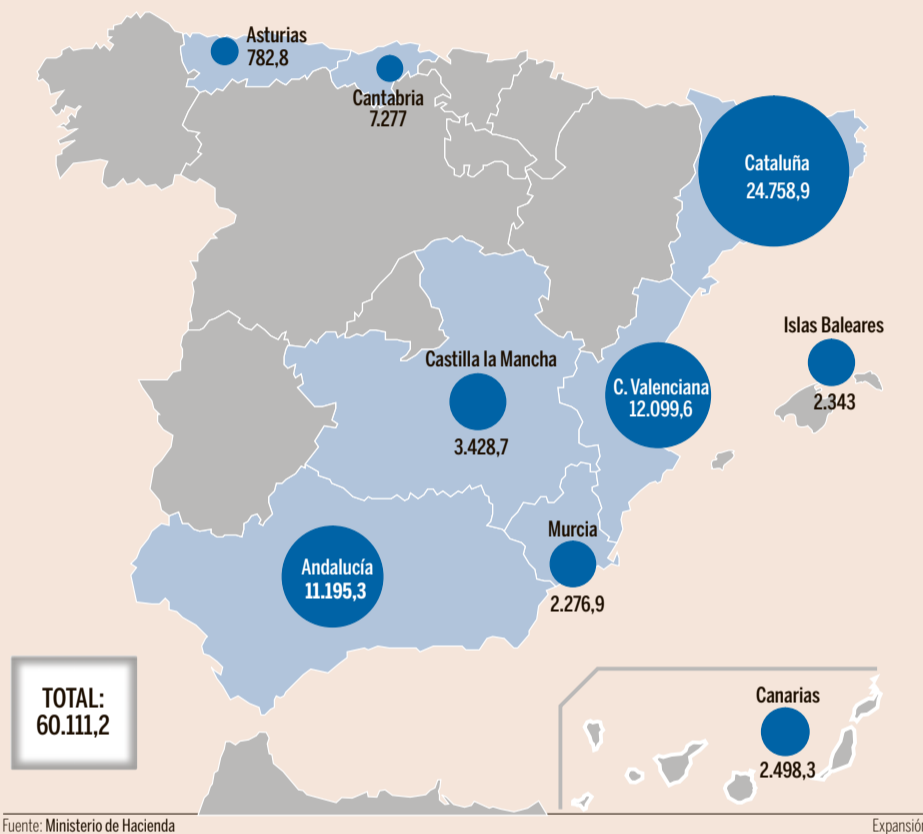 Asturias
782,8
Cantabria
7.277
Cataluña
24.758,9
Islas Baleares
2.343
Castilla la Mancha
3.428,7
C. Valenciana
12.099,6
Murcia
2.276,9
Andalucía
11.195,3
TOTAL:
60.111,2
Canarias
2.498,3
Fuente: Ministerio de Hacienda
Expansión